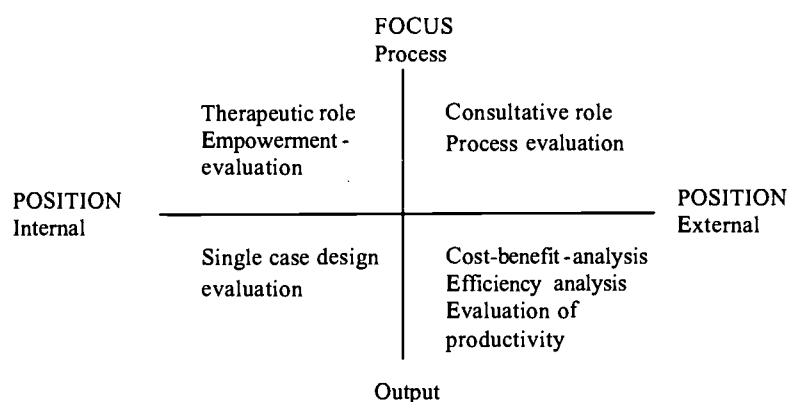 FOCUS
Process
Therapeutic role
Empowerment-
evaluation
Consultative role
Process evaluation
POSITION
Internal
POSITION
External
Single case design
evaluation
Cost-benefit-analysis
Efficiency analysis
Evaluation of
productivity
Output